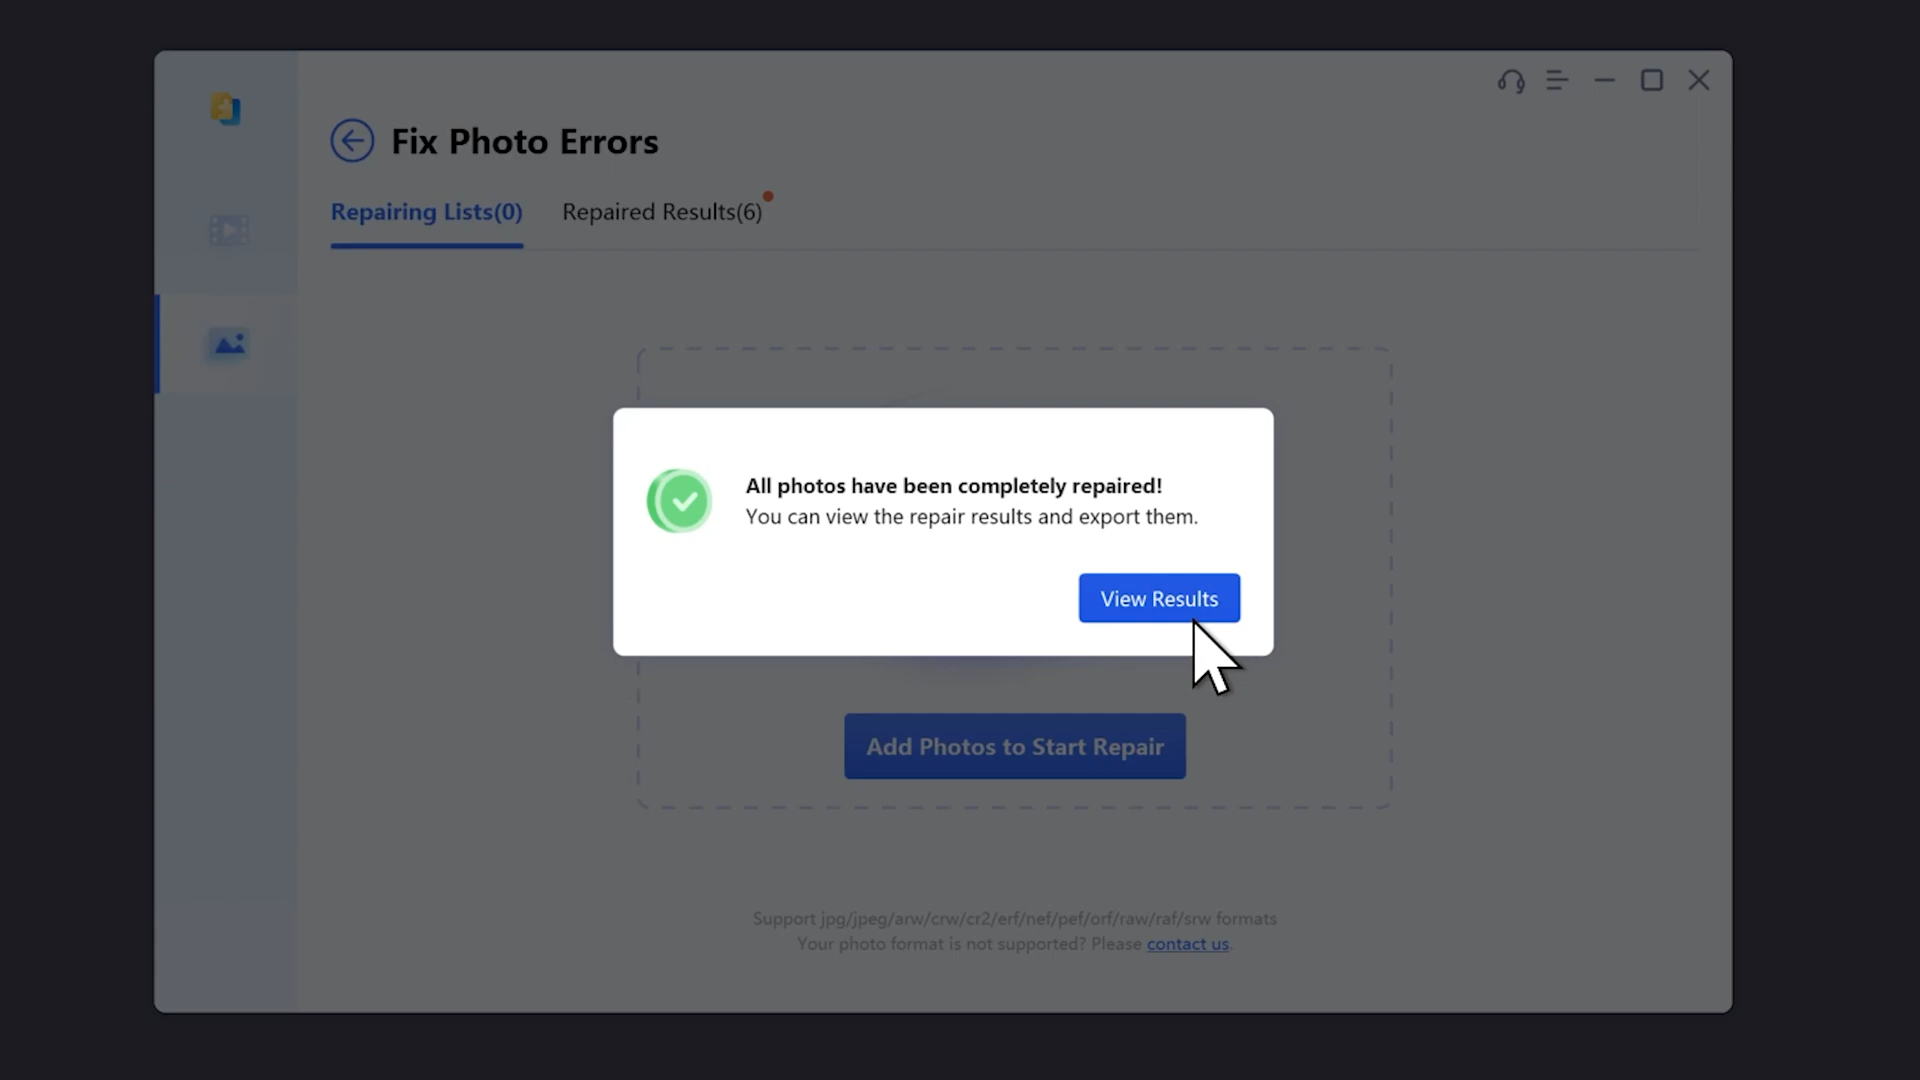 Fix Photo Errors
Repairing Lists(0) Repaired Results(6)
All photos have been completely repaired!
You can view the repair results and export them.
View Results
Add Photos to Start Repair
Support jpg/jpeg/arw/crw/cr2/erf/nef/pef/orf/raw/raf/srw formats
Your photo format is not supported? Please contact us.